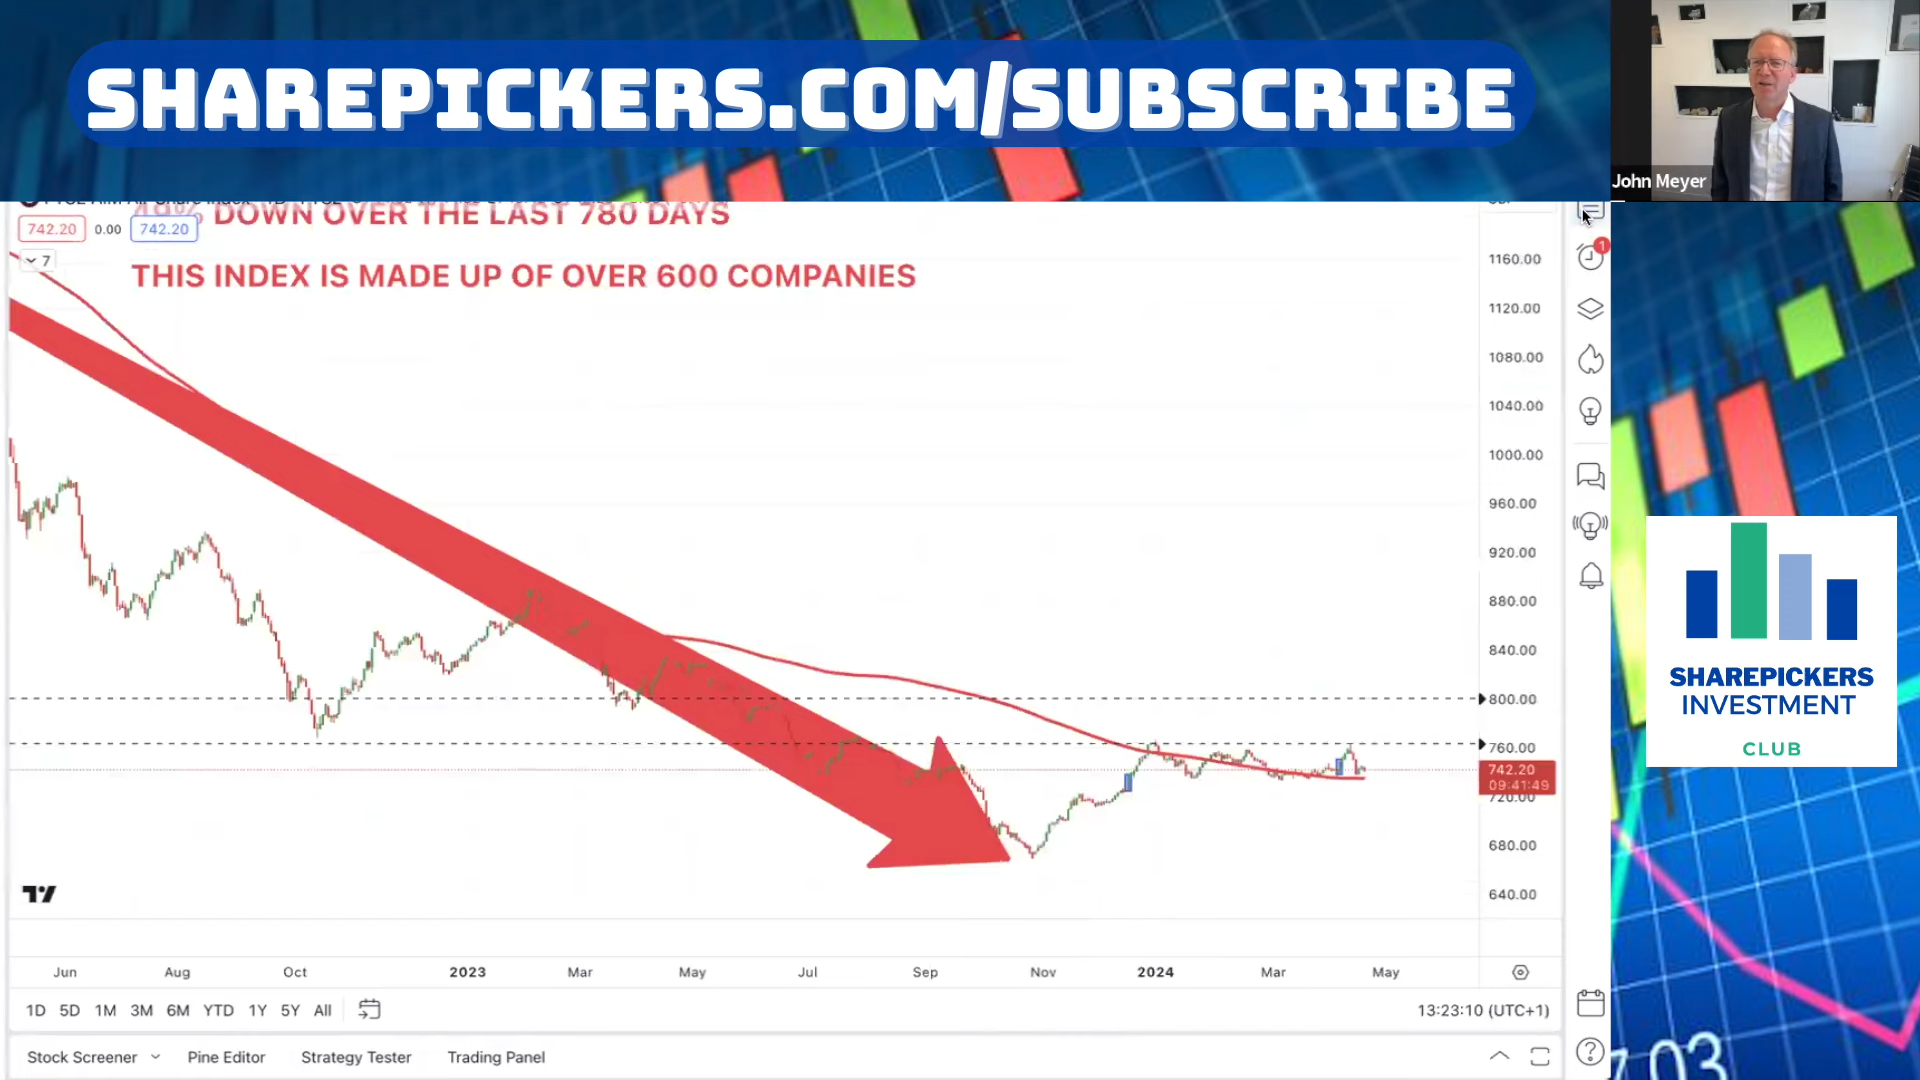 SHAREPICKERS.COM/SUBSCRIBE
John Meyer
DOWN OVER THE LAST 780 DAYS
742.20 0.00 742.20
7
THIS INDEX IS MADE UP OF OVER 600 COMPANIES
1
1160.00
1120.00
1080.00
1040.00
1000.00
960.00
920.00
880.00
840.00
800.00
760.00
742.20
09:41:49
720.00
680.00
640.00
Jun Aug Oct 2023 Mar May Jul Sep Nov 2024 Mar May
1D 5D 1M 3M 6M YTD 1Y 5Y All
13:23:10 (UTC+1)
Stock Screener Pine Editor Strategy Tester Trading Panel
SHAREPICKERS
INVESTMENT
CLUB
7.03